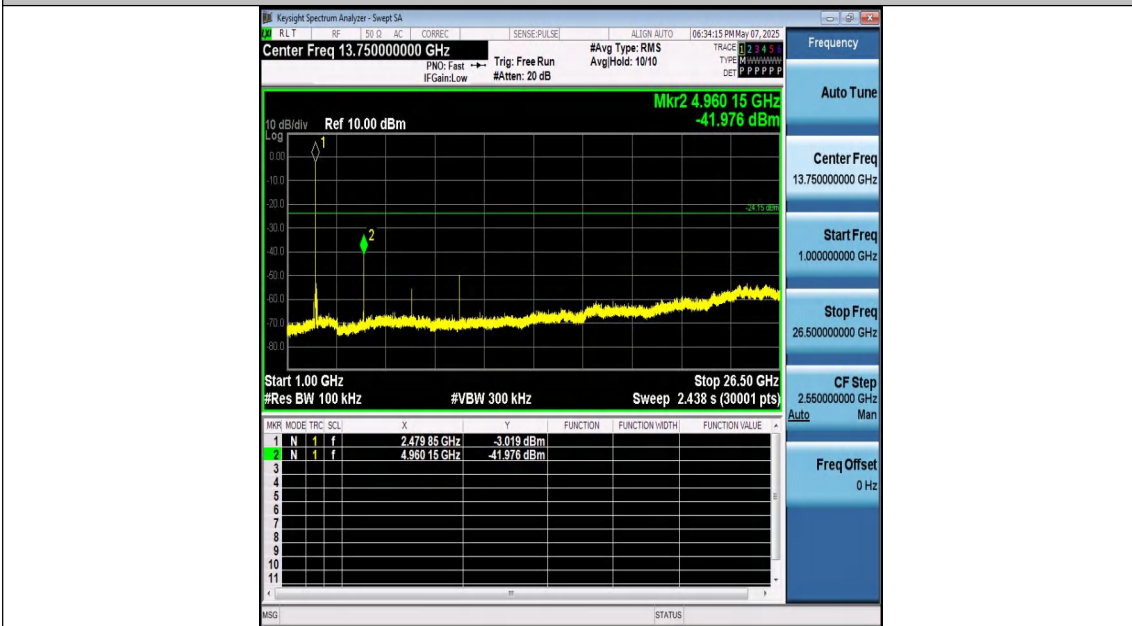 Keysight Spectrum Analyzer - Swept SA
RLT RF 50 Ω AC CORREC SENSE:PULSE ALIGN AUTO 06:34:15 PM May 07, 2025
Center Freq 13.750000000 GHz #Avg Type: RMS TRACE 1 2 3 4 5 6
PNO: Fast Trig: Free Run Avg|Hold: 10/10 TYPE M WWWWW
IFGain:Low #Atten: 20 dB DET P P P P P P
Mkr2 4.960 15 GHz
-41.976 dBm
10 dB/div Ref 10.00 dBm
Log
1
0.00
-10.0
-20.0
-24.15 dBm
-30.0
2
-40.0
-50.0
-60.0
-70.0
-80.0
Start 1.00 GHz Stop 26.50 GHz
#Res BW 100 kHz #VBW 300 kHz Sweep 2.438 s (30001 pts)
MKR MODE TRC SCL X Y FUNCTION FUNCTION WIDTH FUNCTION VALUE
1 N 1 f 2.479 85 GHz -3.019 dBm
2 N 1 f 4.960 15 GHz -41.976 dBm
3
4
5
6
7
8
9
10
11
MSG STATUS
Frequency
Auto Tune
Center Freq
13.750000000 GHz
Start Freq
1.000000000 GHz
Stop Freq
26.500000000 GHz
CF Step
2.550000000 GHz
Auto Man
Freq Offset
0 Hz